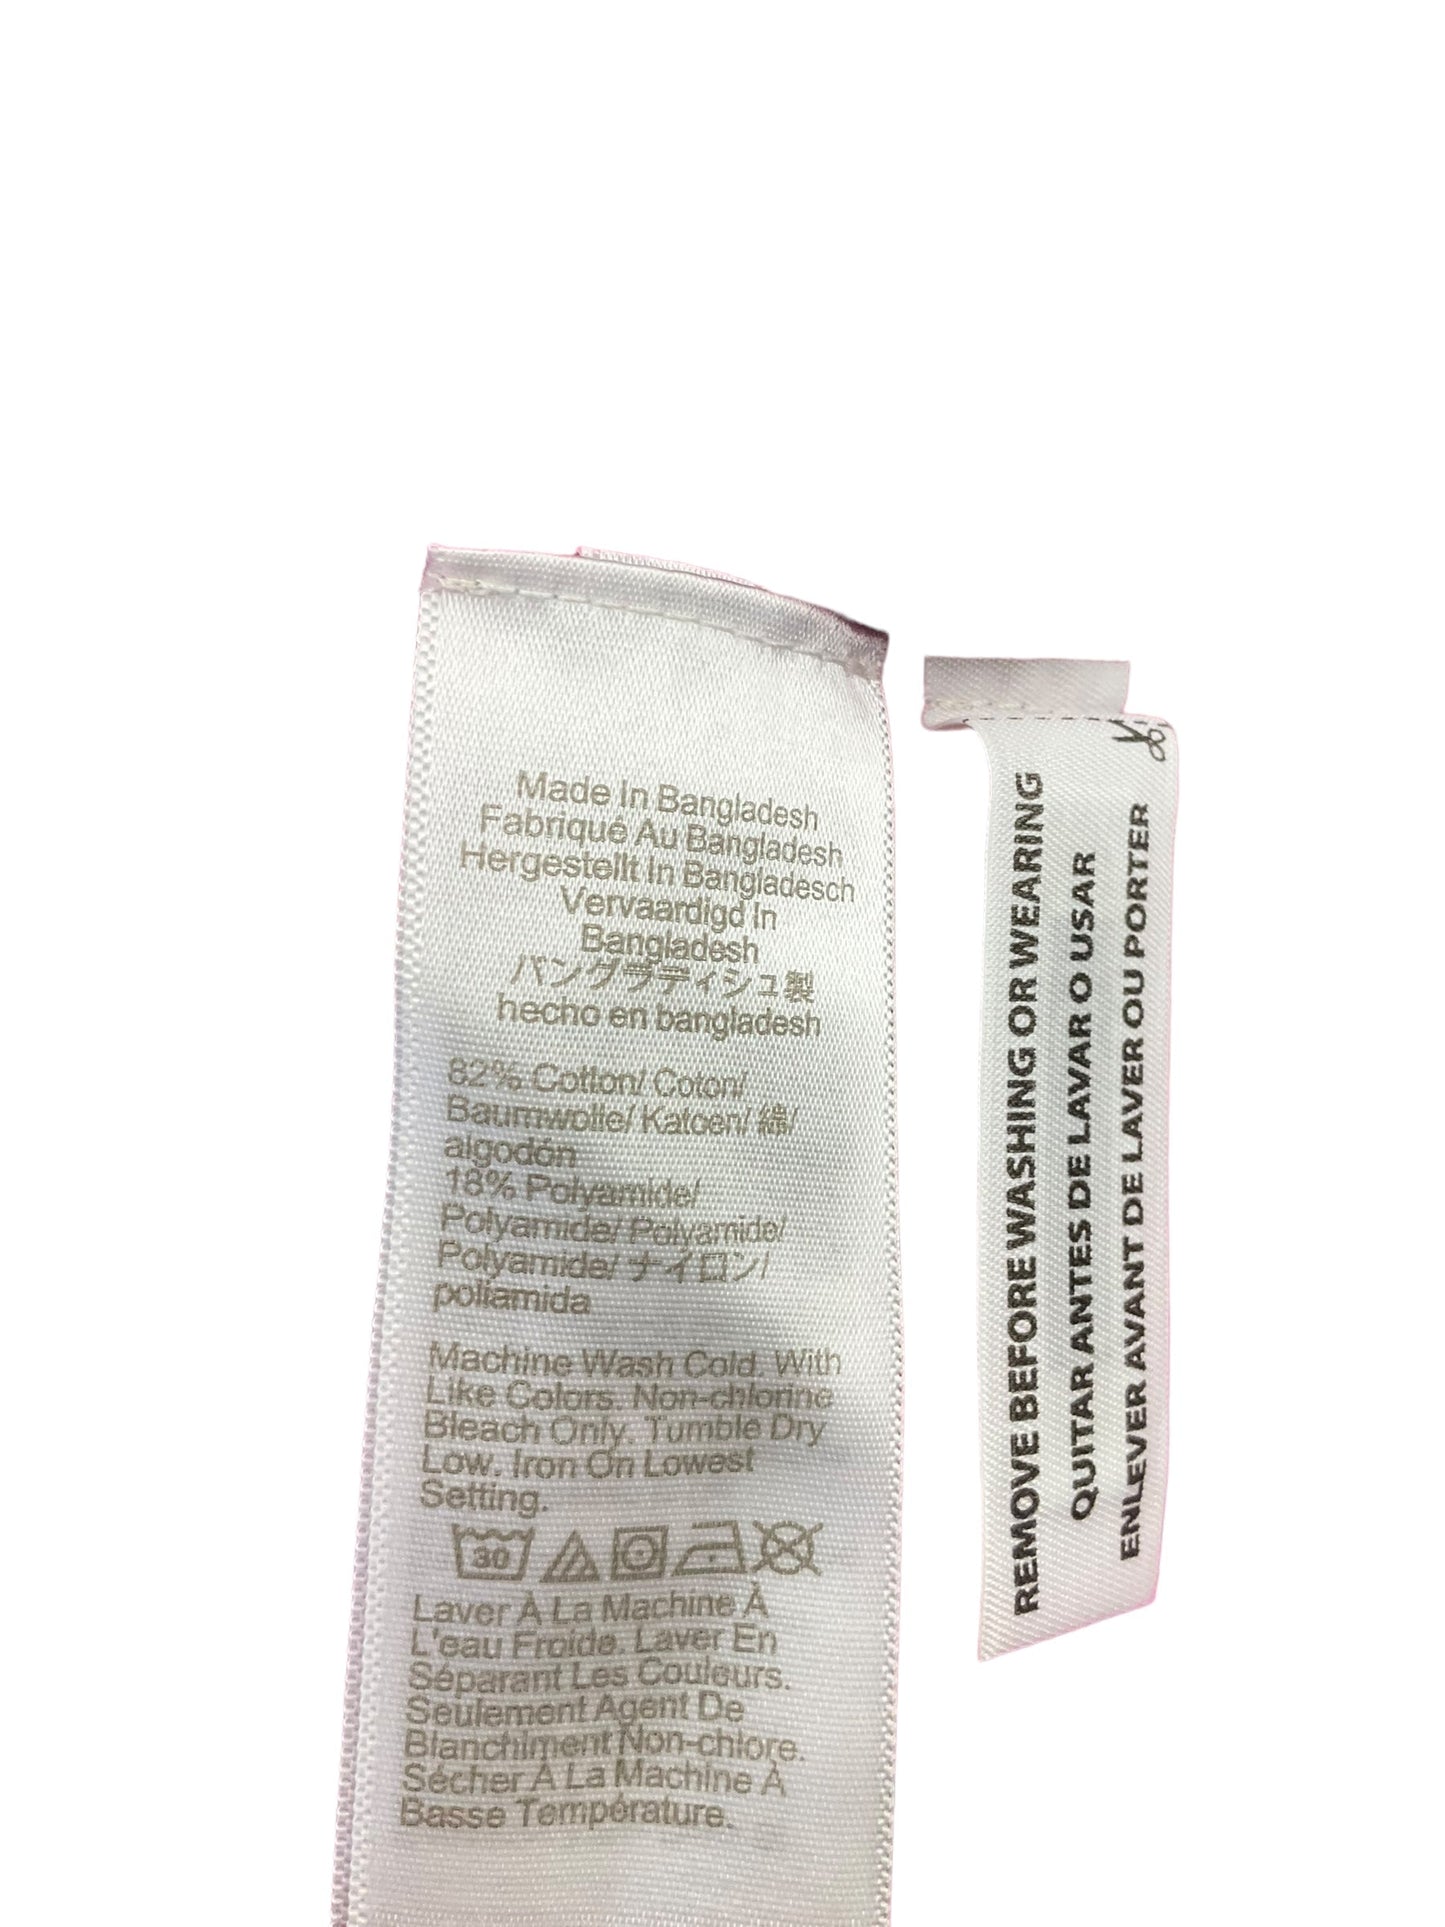 Made In Bangladesh
Fabriqué Au Bangladesh
Hergestellt In Bangladesch
Vervaardigd In
Bangladesh
バングラディシュ製
hecho en bangladesh
82% Cotton/ Coton/
Baumwolle/ Katoen/ 綿/
algodón
18% Polyamide/
Polyamide/ Polyamide/
Polyamide/ ナイロン/
poliamida
Machine Wash Cold. With
Like Colors. Non-chlorine
Bleach Only. Tumble Dry
Low. Iron On Lowest
Setting.
30
Laver À La Machine À
L'eau Froide. Laver En
Séparant Les Couleurs.
Seulement Agent De
Blanchiment Non-chlore.
Sécher À La Machine À
Basse Température.
REMOVE BEFORE WASHING OR WEARING
QUITAR ANTES DE LAVAR O USAR
ENLEVER AVANT DE LAVER OU PORTER